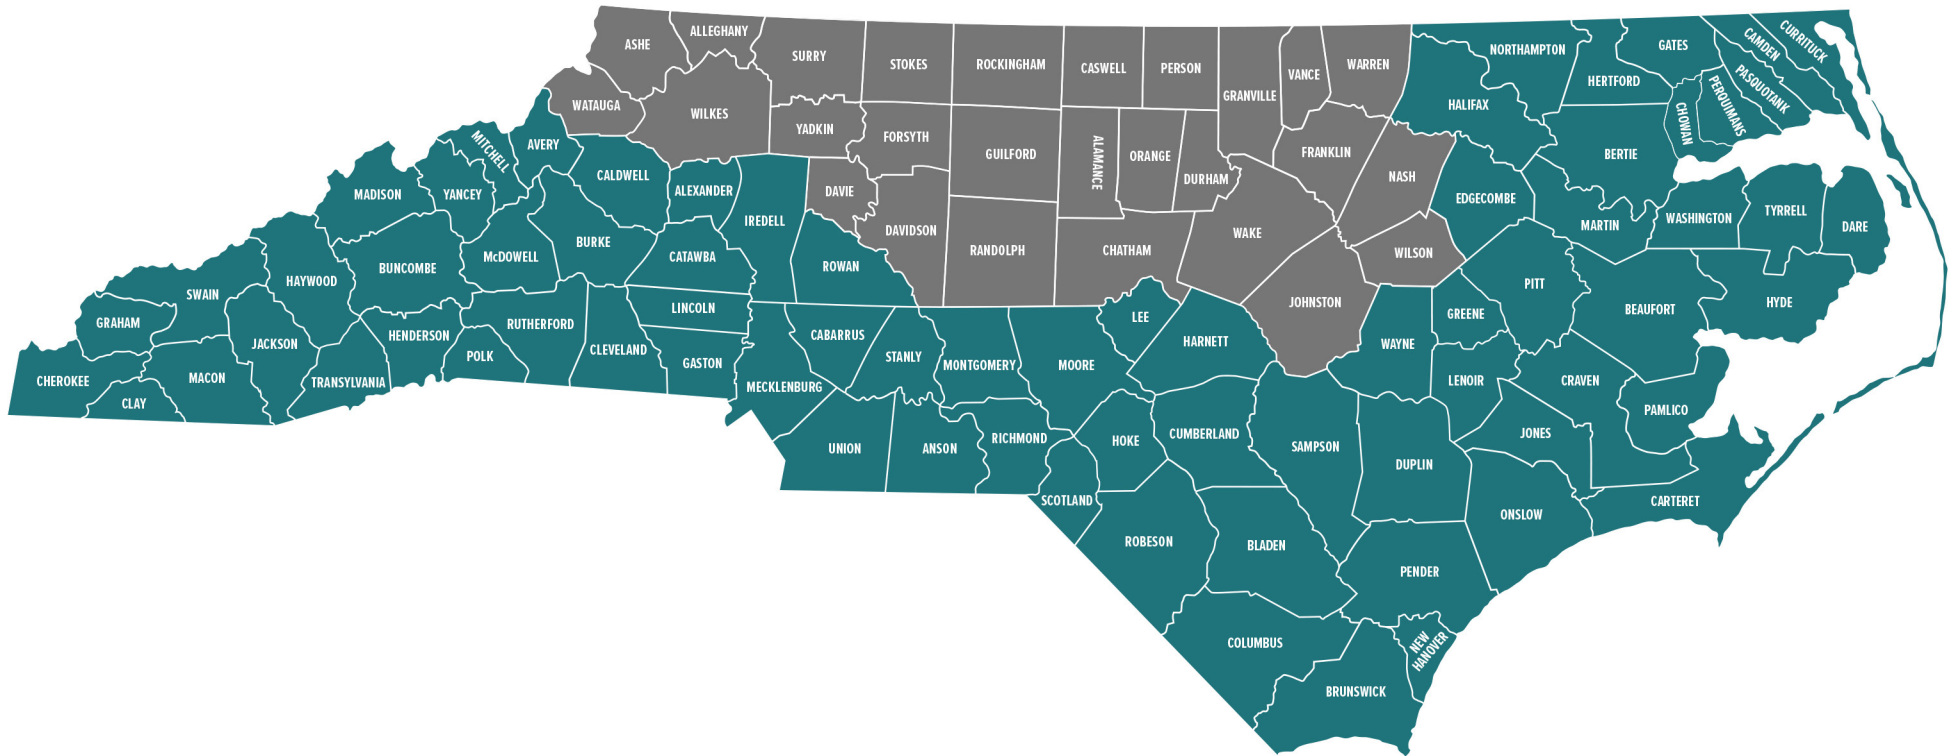 ASHE
ALLEGHANY
SURRY
STOKES
ROCKINGHAM
CASWELL
PERSON
GRANVILLE
VANCE
WARREN
NORTHAMPTON
GATES
CAMDEN
CURRITUCK
WATAUGA
WILKES
YADKIN
FORSYTH
GUILFORD
ALAMANCE
ORANGE
DURHAM
FRANKLIN
NASH
HALIFAX
HERTFORD
CHOWAN
PERQUIMANS
PASQUOTANK
BERTIE
MITCHELL
AVERY
CALDWELL
ALEXANDER
IREDELL
DAVIE
DAVIDSON
RANDOLPH
CHATHAM
WAKE
WILSON
EDGECOMBE
MARTIN
WASHINGTON
TYRRELL
DARE
MADISON
YANCEY
McDOWELL
BURKE
CATAWBA
ROWAN
JOHNSTON
PITT
BEAUFORT
HYDE
SWAIN
HAYWOOD
BUNCOMBE
LINCOLN
LEE
HARNETT
WAYNE
GREENE
GRAHAM
JACKSON
HENDERSON
POLK
RUTHERFORD
CLEVELAND
GASTON
MECKLENBURG
CABARRUS
STANLY
MONTGOMERY
MOORE
LENOIR
CRAVEN
PAMLICO
CHEROKEE
CLAY
MACON
TRANSYLVANIA
UNION
ANSON
RICHMOND
HOKE
CUMBERLAND
SAMPSON
DUPLIN
JONES
SCOTLAND
ROBESON
BLADEN
ONSLOW
CARTERET
PENDER
COLUMBUS
NEW
HANOVER
BRUNSWICK